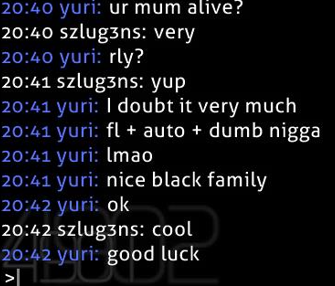 20:40 yuri: ur mum alive?
20:40 szlug3ns: very
20:40 yuri: rly?
20:41 szlug3ns: yup
20:41 yuri: I doubt it very much
20:41 yuri: fl + auto + dumb nigga
20:41 yuri: lmao
20:41 yuri: nice black family
20:42 yuri: ok
20:42 szlug3ns: cool
20:42 yuri: good luck
>